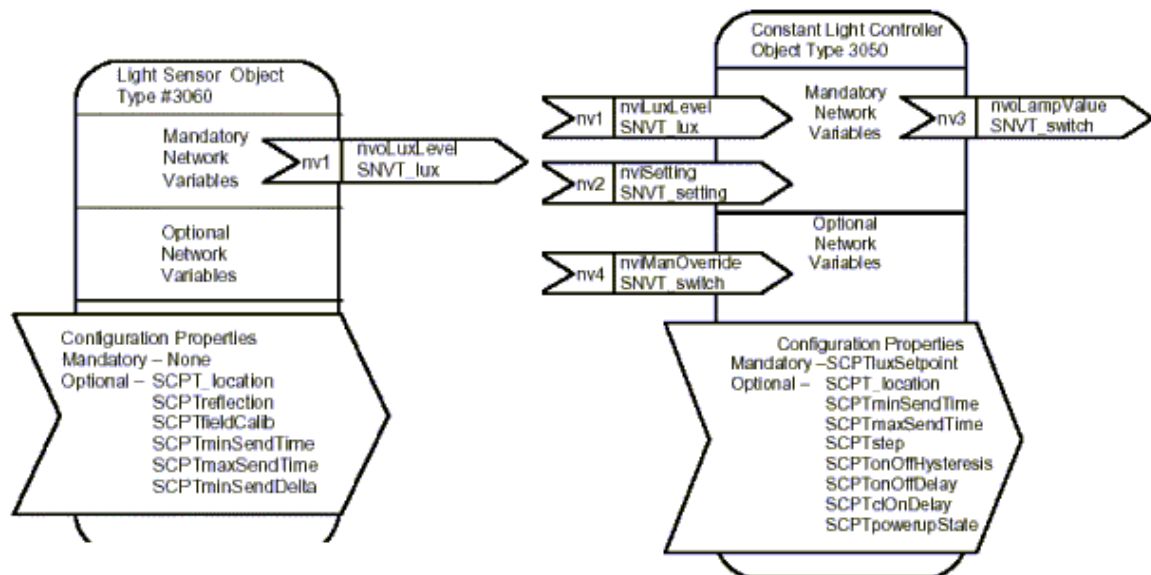 Light Sensor Object
Type #3060
Mandatory
Network
Variables
nv1
nvoLuxLevel
SNVT_lux
Optional
Network
Variables
Configuration Properties
Mandatory – None
Optional – SCPT_location
SCPTreflection
SCPTfieldCalib
SCPTminSendTime
SCPTmaxSendTime
SCPTminSendDelta
Constant Light Controller
Object Type 3050
nv1
nviLuxLevel
SNVT_lux
Mandatory
Network
Variables
nv3
nvoLampValue
SNVT_switch
nv2
nviSetting
SNVT_setting
Optional
Network
Variables
nv4
nviManOverride
SNVT_switch
Configuration Properties
Mandatory –SCPTluxSetpoint
Optional – SCPT_location
SCPTminSendTime
SCPTmaxSendTime
SCPTstep
SCPTonOffHysteresis
SCPTonOffDelay
SCPTclOnDelay
SCPTpowerupState